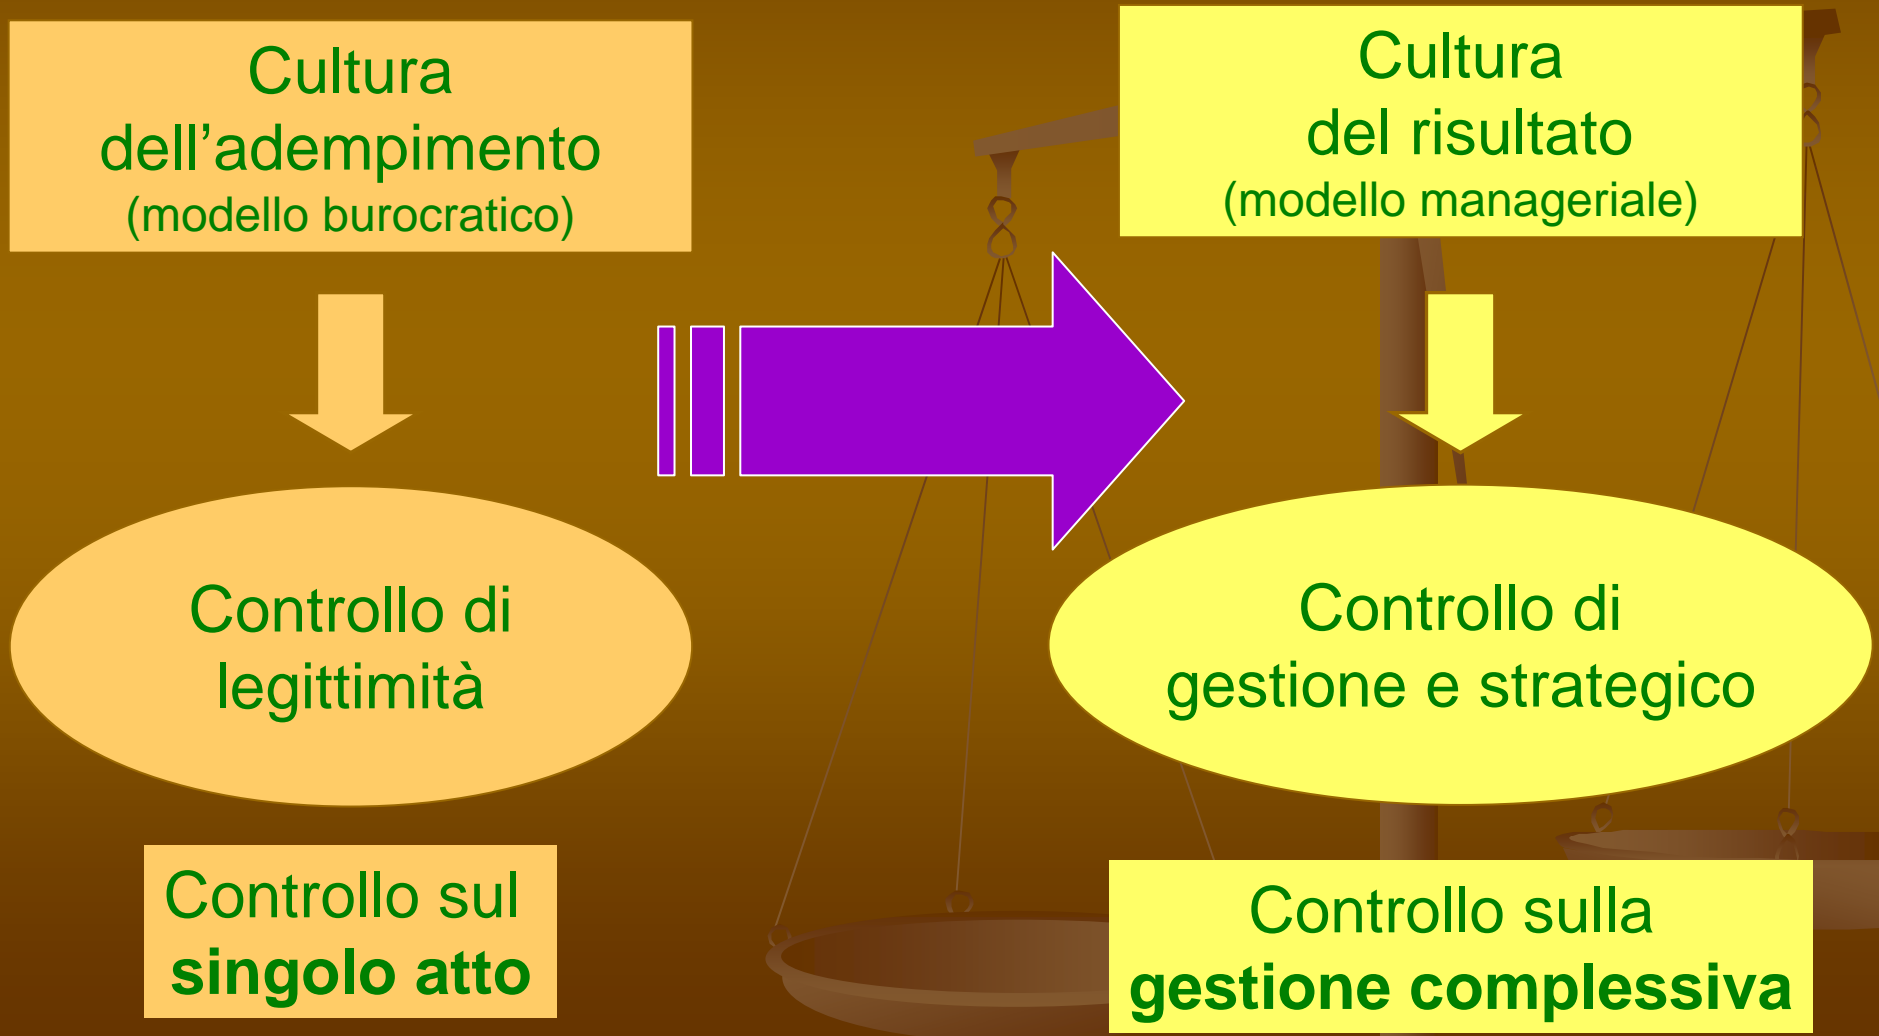 Cultura
dell’adempimento
(modello burocratico)
Controllo di
legittimità
Controllo sul
singolo atto
Cultura
del risultato
(modello manageriale)
Controllo di
gestione e strategico
Controllo sulla
gestione complessiva